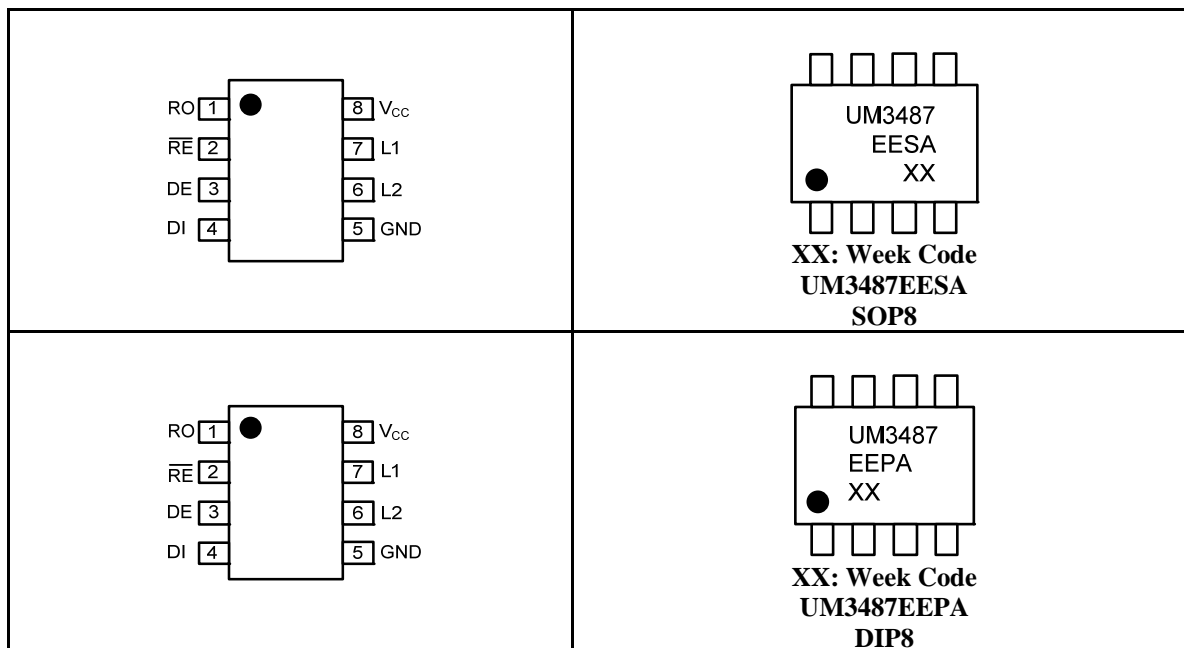 RO 1 8 VCC
RE 2 7 L1
DE 3 6 L2
DI 4 5 GND
UM3487
EESA
XX
XX: Week Code
UM3487EESA
SOP8
RO 1 8 VCC
RE 2 7 L1
DE 3 6 L2
DI 4 5 GND
UM3487
EEPA
XX
XX: Week Code
UM3487EEPA
DIP8